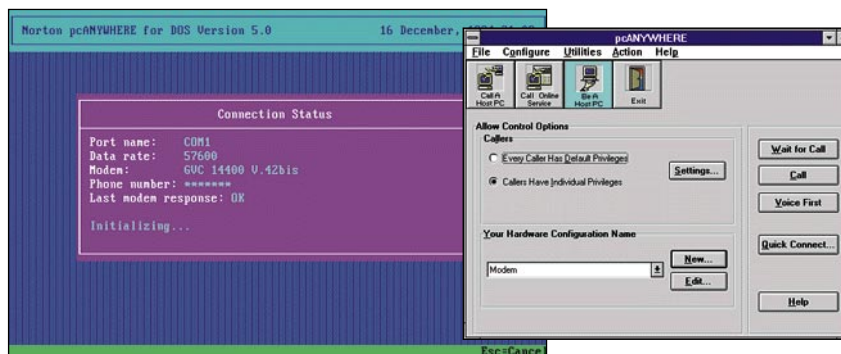 Norton pcANYWHERE for DOS Version 5.0
16 December,
Connection Status
Port name: COM1
Data rate: 57600
Modem: GVC 14400 V.42bis
Phone number: *******
Last modem response: OK
Initializing...
Esc=Cancel
pcANYWHERE
File Configure Utilities Action Help
Call A Host PC
Call Online Service
Be A Host PC
Exit
Allow Control Options
Callers
Every Caller Has Default Privileges
Callers Have Individual Privileges
Settings...
Your Hardware Configuration Name
Modem
New...
Edit...
Wait for Call
Call
Voice First
Quick Connect...
Help